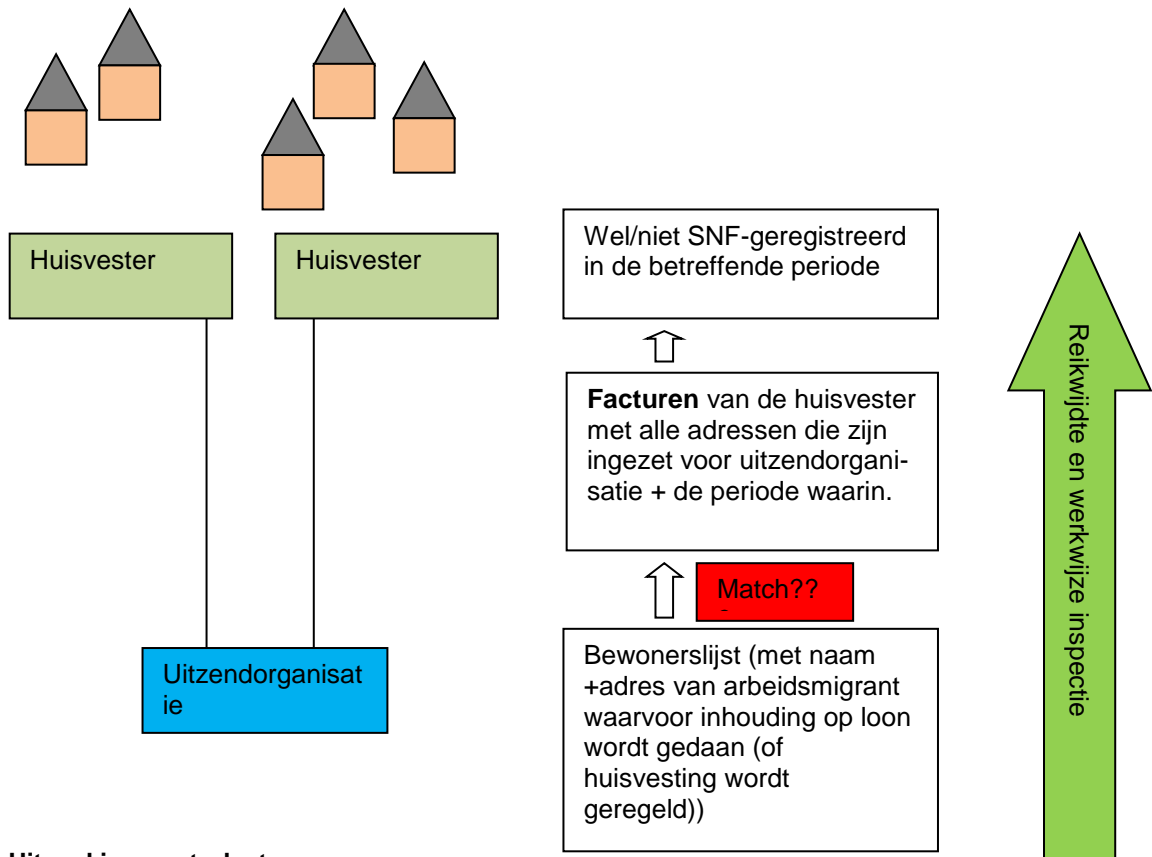 Huisvester
Huisvester
Wel/niet SNF-geregistreerd
in de betreffende periode
Facturen van de huisvester
met alle adressen die zijn
ingezet voor uitzendorgani-
satie + de periode waarin.
Match??
Uitzendorganisat
ie
Bewonerslijst (met naam
+adres van arbeidsmigrant
waarvoor inhouding op loon
wordt gedaan (of
huisvesting wordt
geregeld))
Reikwijdte en werkwijze inspectie